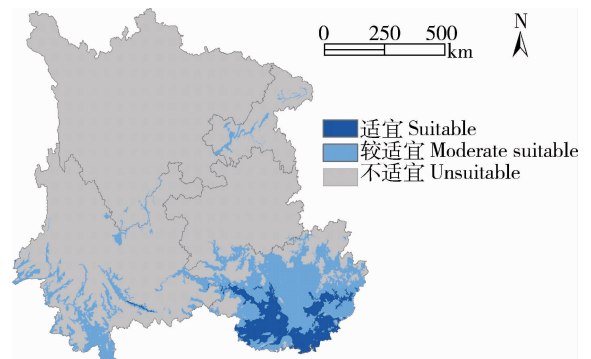 N
0 250 500
km
适宜 Suitable
较适宜 Moderate suitable
不适宜 Unsuitable